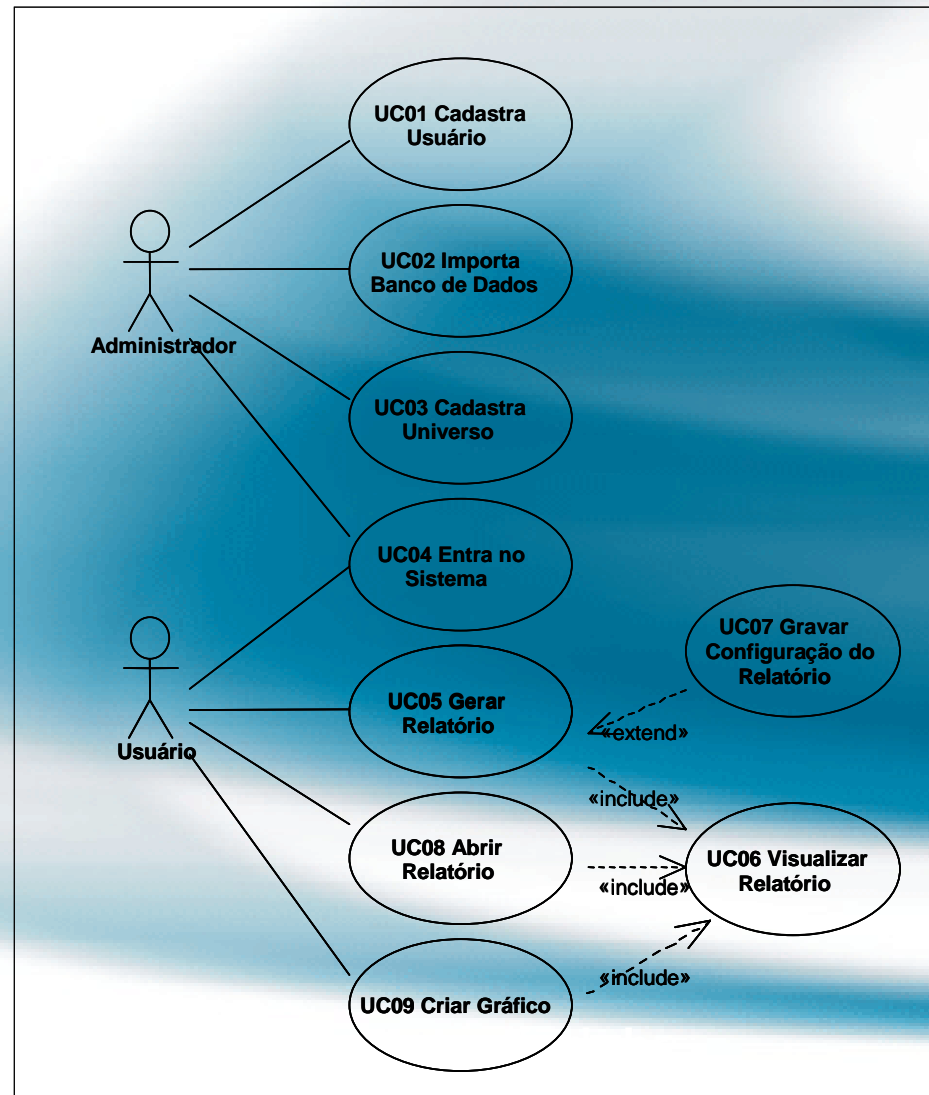 UC01 Cadastra
Usuário
UC02 Importa
Banco de Dados
Administrador
UC03 Cadastra
Universo
UC04 Entra no
Sistema
UC07 Gravar
Configuração do
Relatório
UC05 Gerar
Relatório
«extend»
Usuário
«include»
UC08 Abrir
Relatório
UC06 Visualizar
Relatório
«include»
«include»
UC09 Criar Gráfico